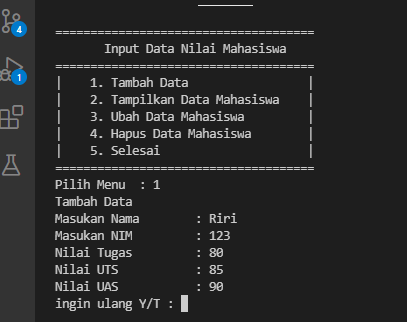 4
1
=====================================
Input Data Nilai Mahasiswa
=====================================
| 1. Tambah Data |
| 2. Tampilkan Data Mahasiswa |
| 3. Ubah Data Mahasiswa |
| 4. Hapus Data Mahasiswa |
| 5. Selesai |
=====================================
Pilih Menu : 1
Tambah Data
Masukan Nama : Riri
Masukan NIM : 123
Nilai Tugas : 80
Nilai UTS : 85
Nilai UAS : 90
ingin ulang Y/T :